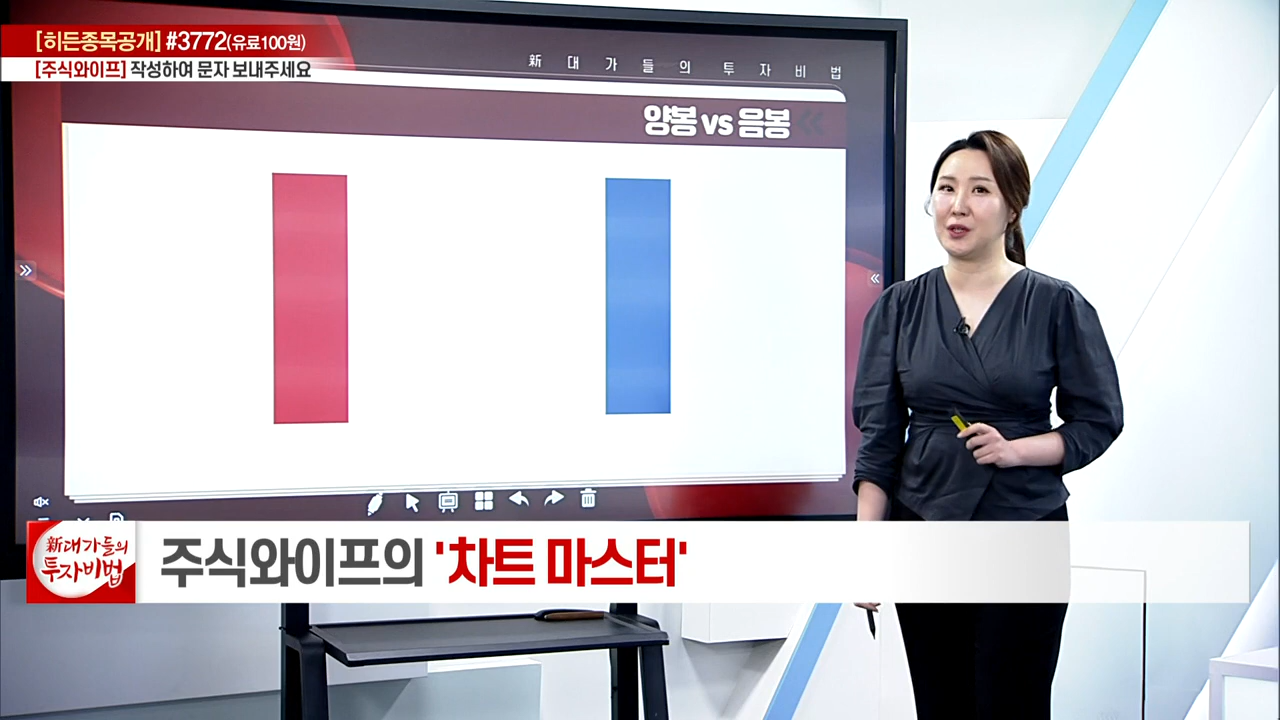 [히든종목공개] #3772(유료100원)
[주식와이프] 작성하여 문자 보내주세요
新 대가들의 투자비법
양봉 vs 음봉
新대가들의
투자비법
주식와이프의 '차트 마스터'